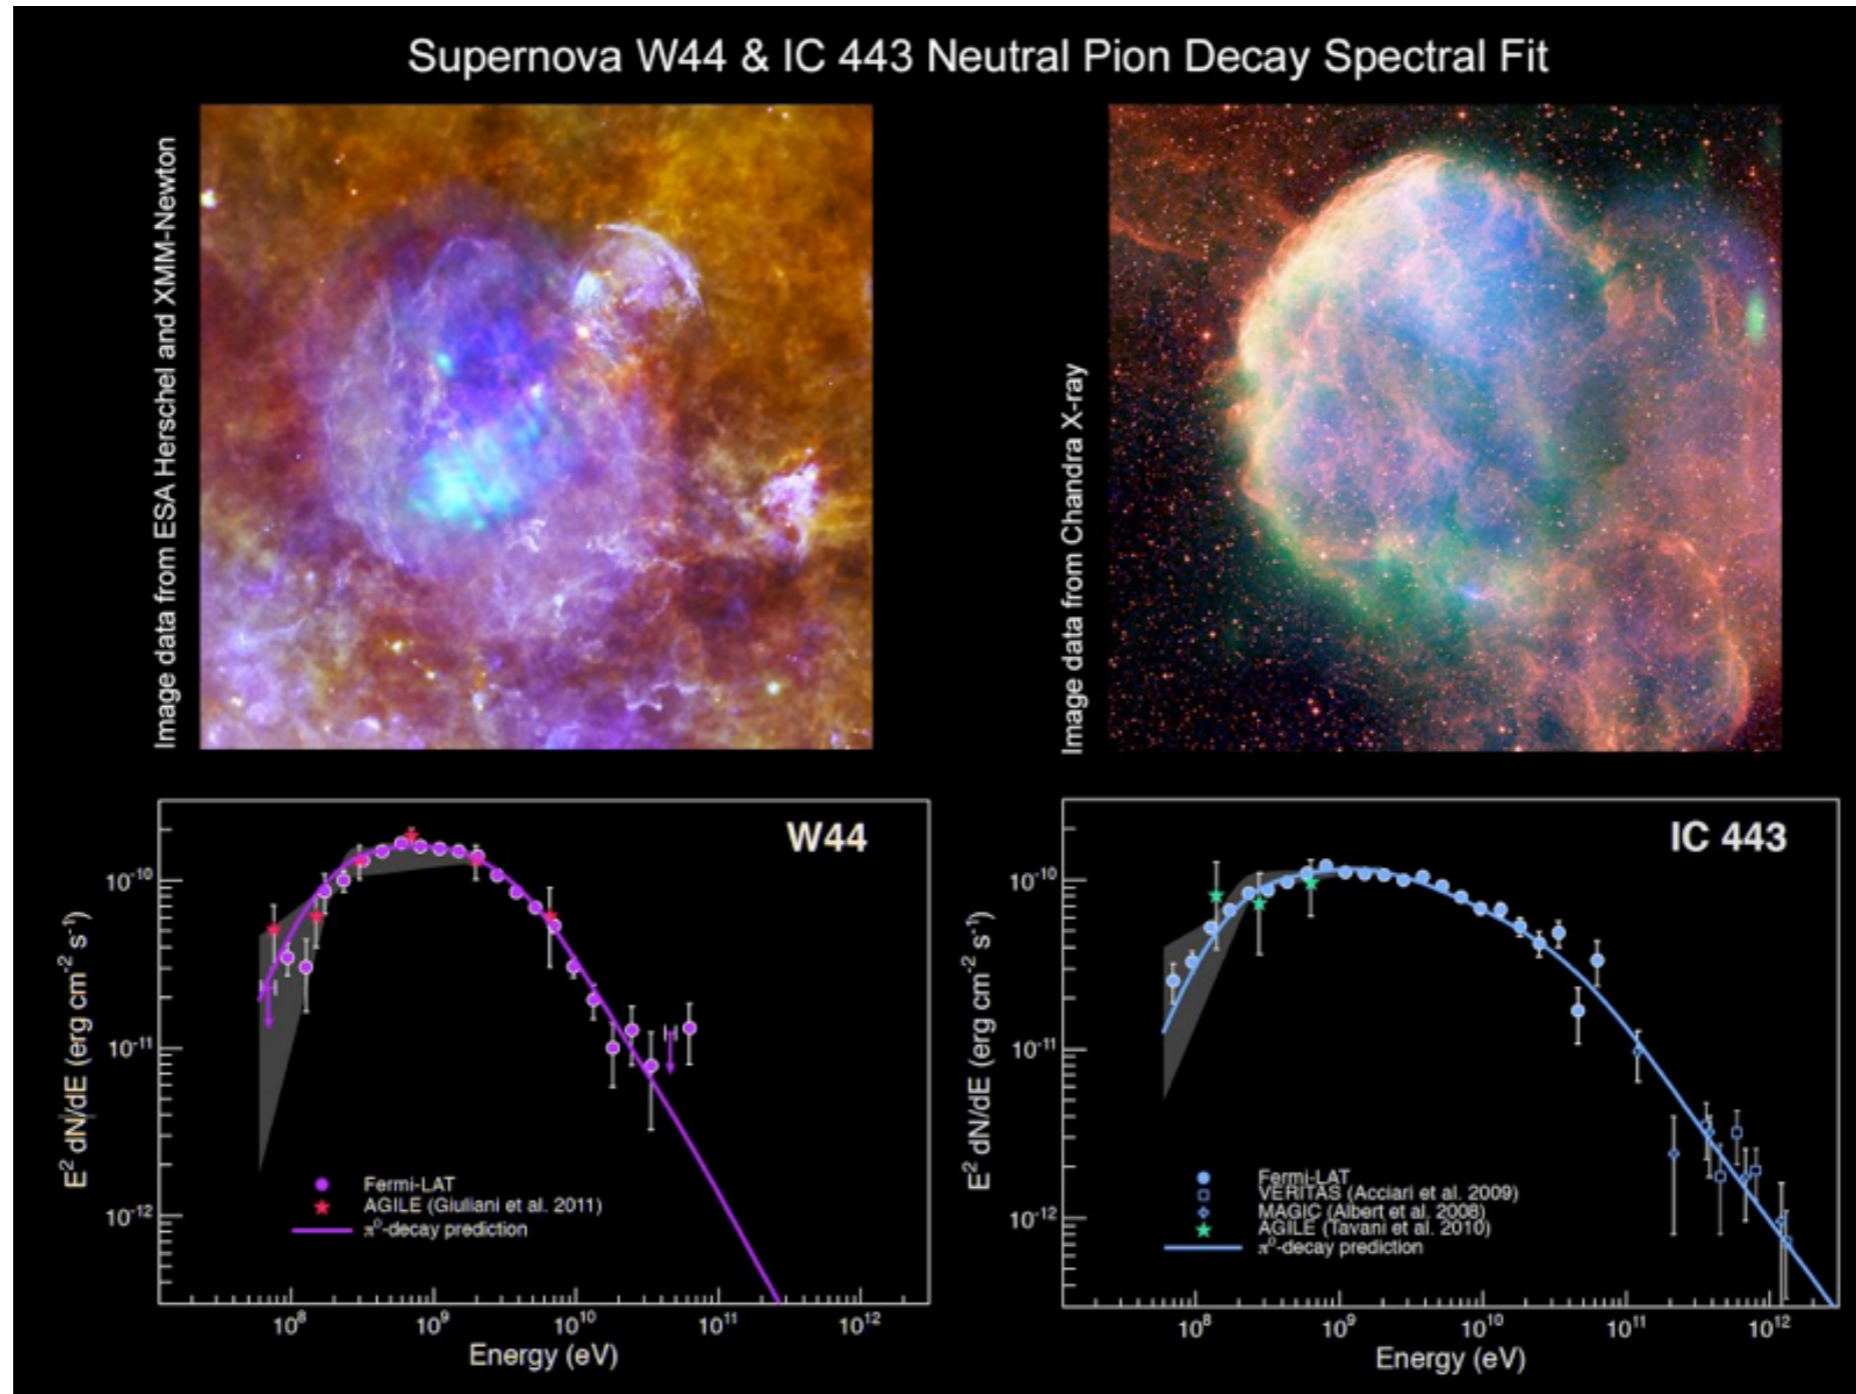 Supernova W44 & IC 443 Neutral Pion Decay Spectral Fit
Image data from ESA Herschel and XMM-Newton
Image data from Chandra X-ray
W44
E² dN/dE (erg cm⁻² s⁻¹)
10⁻¹⁰
10⁻¹¹
10⁻¹²
Fermi-LAT
AGILE (Giuliani et al. 2011)
π⁰-decay prediction
10⁸ 10⁹ 10¹⁰ 10¹¹ 10¹²
Energy (eV)
IC 443
E² dN/dE (erg cm⁻² s⁻¹)
10⁻¹⁰
10⁻¹¹
10⁻¹²
Fermi-LAT
VERITAS (Acciari et al. 2009)
MAGIC (Albert et al. 2008)
AGILE (Tavani et al. 2010)
π⁰-decay prediction
10⁸ 10⁹ 10¹⁰ 10¹¹ 10¹²
Energy (eV)